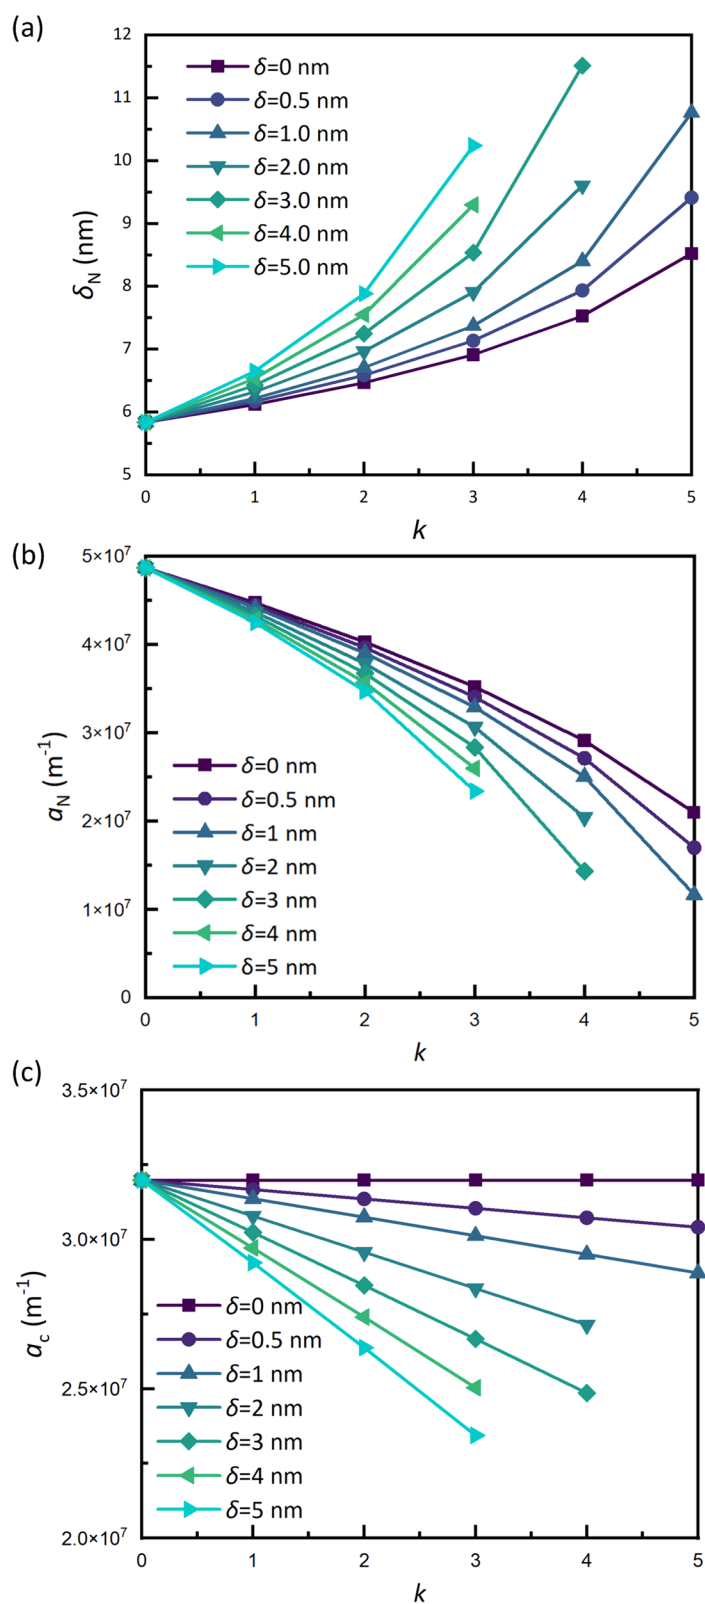 (a)
12
11
10
9
8
7
6
5
δN (nm)
δ=0 nm
δ=0.5 nm
δ=1.0 nm
δ=2.0 nm
δ=3.0 nm
δ=4.0 nm
δ=5.0 nm
0 1 2 3 4 5
k
(b)
5×10⁷
4×10⁷
3×10⁷
2×10⁷
1×10⁷
0
aN (m⁻¹)
δ=0 nm
δ=0.5 nm
δ=1 nm
δ=2 nm
δ=3 nm
δ=4 nm
δ=5 nm
0 1 2 3 4 5
k
(c)
3.5×10⁷
3.0×10⁷
2.5×10⁷
2.0×10⁷
ac (m⁻¹)
δ=0 nm
δ=0.5 nm
δ=1 nm
δ=2 nm
δ=3 nm
δ=4 nm
δ=5 nm
0 1 2 3 4 5
k